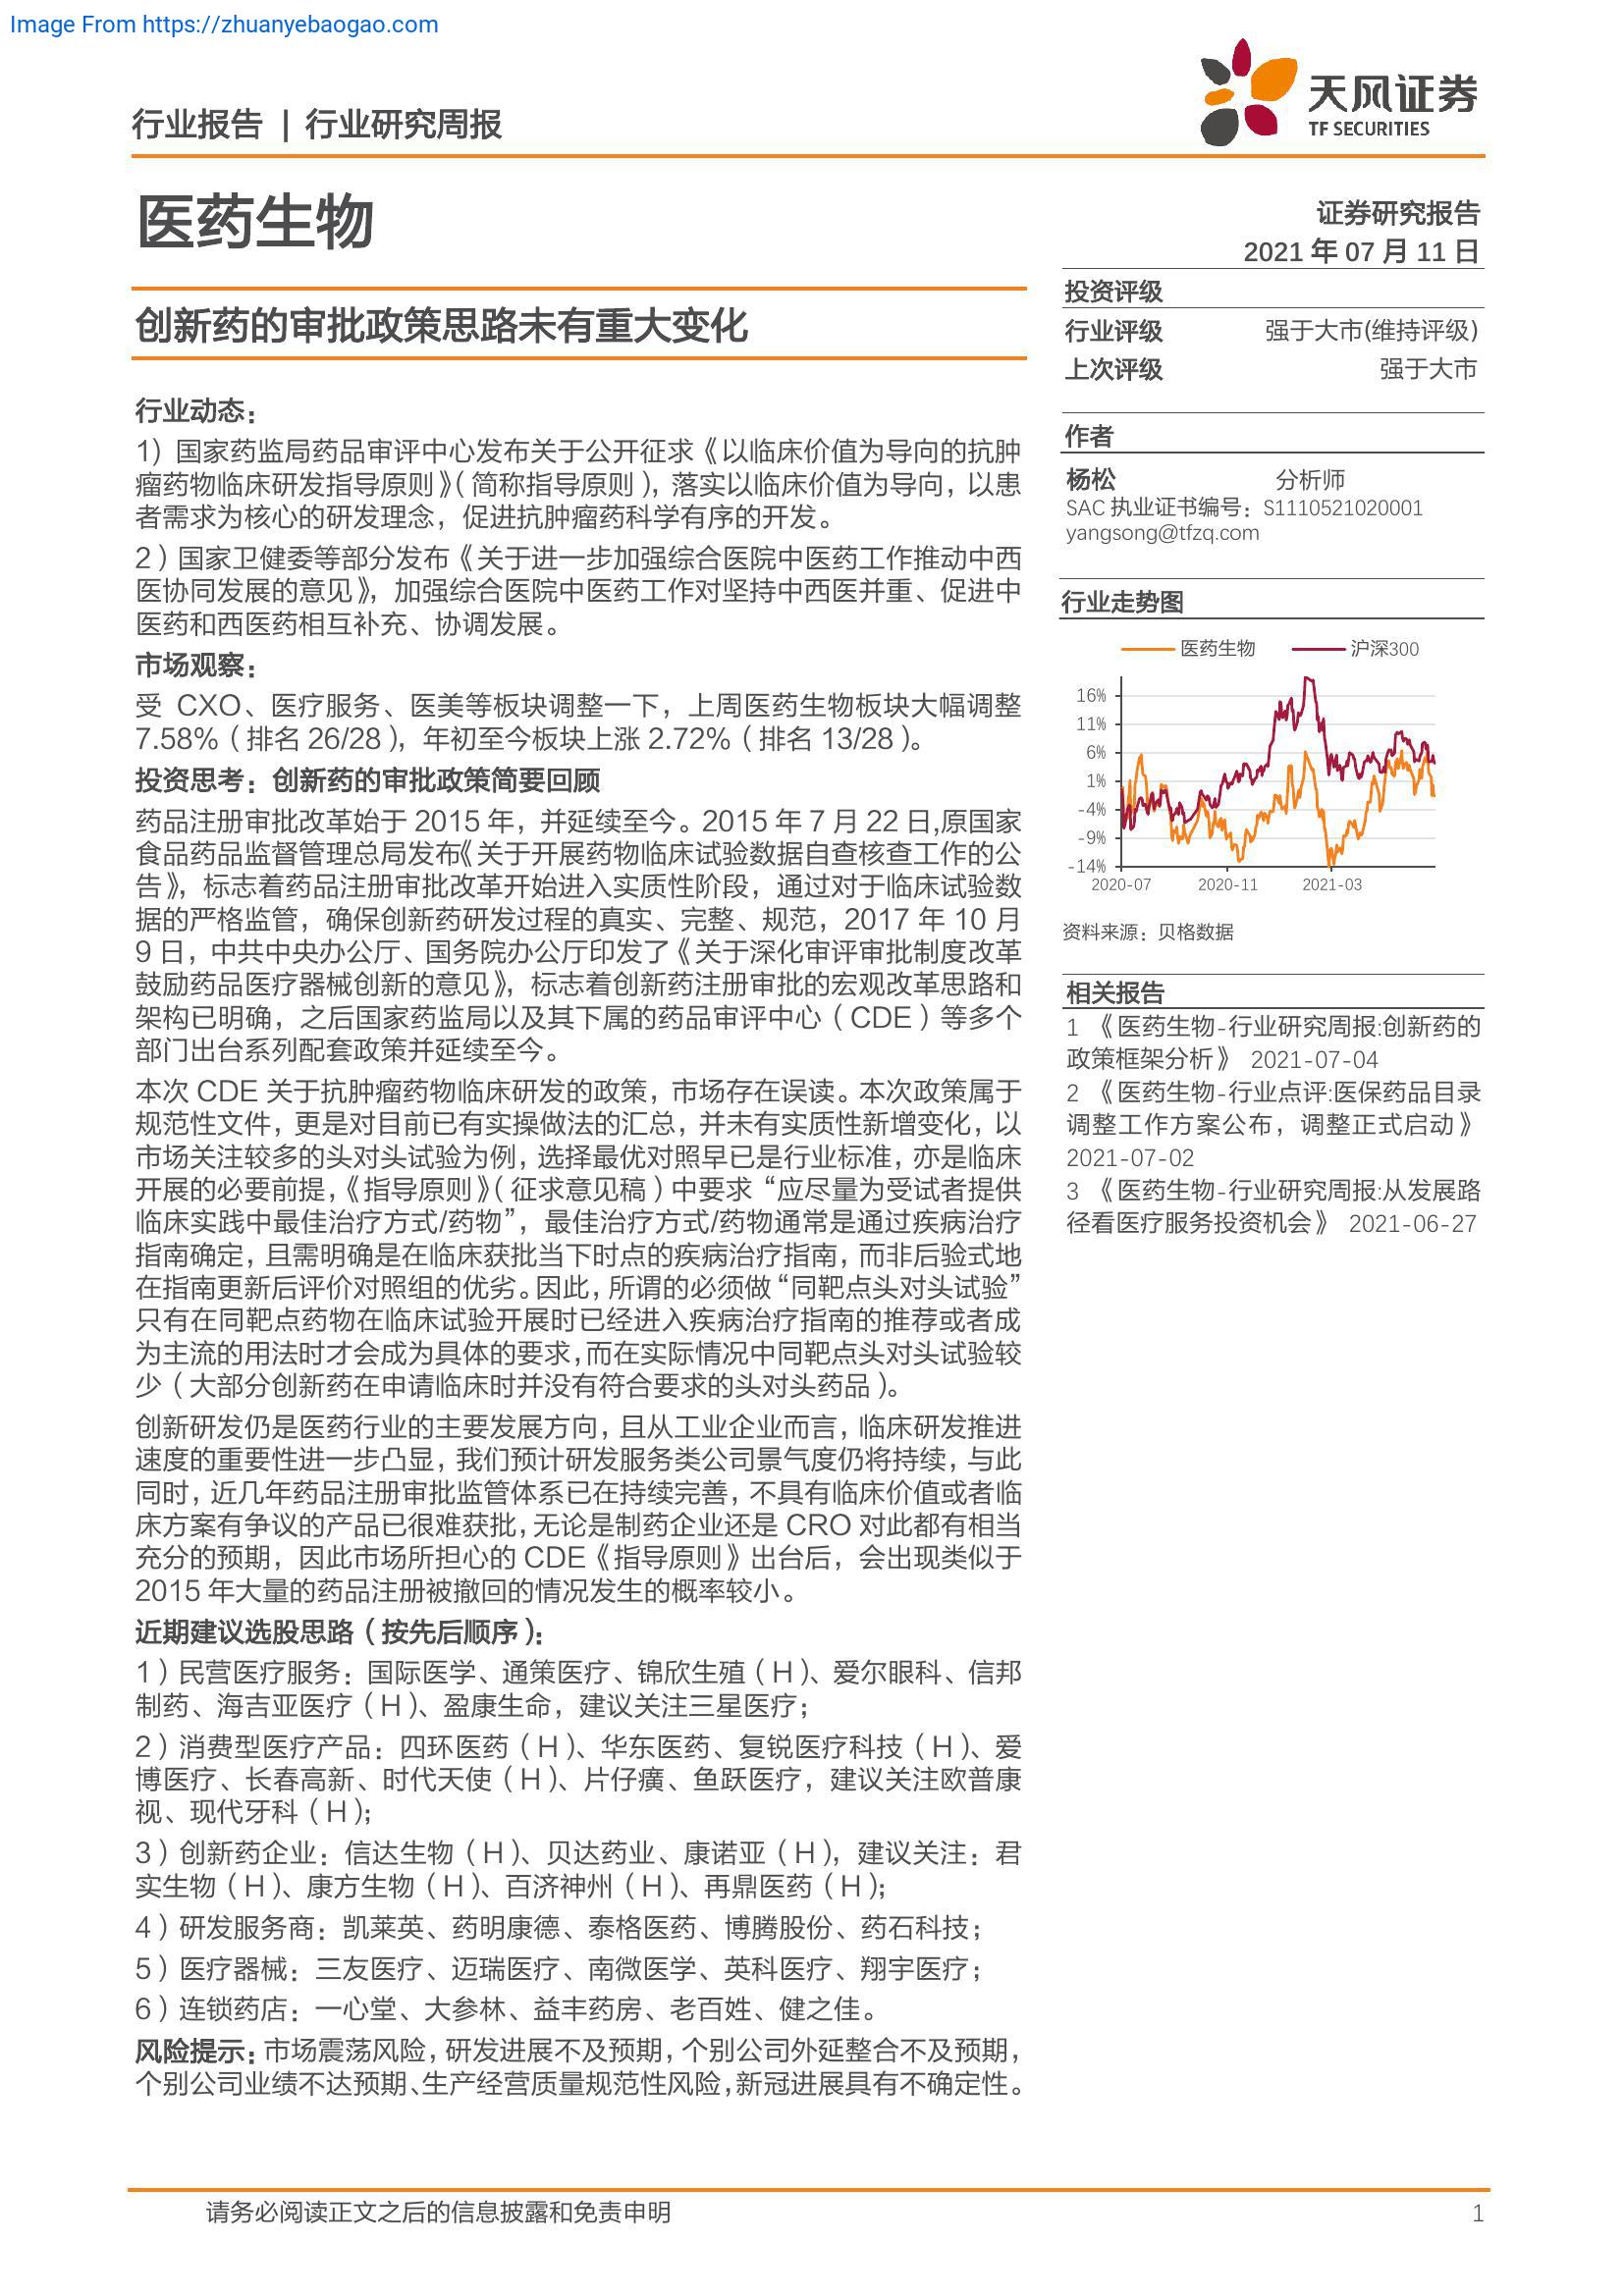 Image From https://zhuanyebaogao.com
行业报告 | 行业研究周报
天风证券
TF SECURITIES
医药生物
证券研究报告
2021 年 07 月 11 日
创新药的审批政策思路未有重大变化
行业动态：
1) 国家药监局药品审评中心发布关于公开征求《以临床价值为导向的抗肿
瘤药物临床研发指导原则》（简称指导原则），落实以临床价值为导向，以患
者需求为核心的研发理念，促进抗肿瘤药科学有序的开发。
2）国家卫健委等部分发布《关于进一步加强综合医院中医药工作推动中西
医协同发展的意见》，加强综合医院中医药工作对坚持中西医并重、促进中
医药和西医药相互补充、协调发展。
市场观察：
受 CXO、医疗服务、医美等板块调整一下，上周医药生物板块大幅调整
7.58%（排名 26/28），年初至今板块上涨 2.72%（排名 13/28）。
投资思考：创新药的审批政策简要回顾
药品注册审批改革始于 2015 年，并延续至今。2015 年 7 月 22 日,原国家
食品药品监督管理总局发布《关于开展药物临床试验数据自查核查工作的公
告》，标志着药品注册审批改革开始进入实质性阶段，通过对于临床试验数
据的严格监管，确保创新药研发过程的真实、完整、规范，2017 年 10 月
9 日，中共中央办公厅、国务院办公厅印发了《关于深化审评审批制度改革
鼓励药品医疗器械创新的意见》，标志着创新药注册审批的宏观改革思路和
架构已明确，之后国家药监局以及其下属的药品审评中心（CDE）等多个
部门出台系列配套政策并延续至今。
本次 CDE 关于抗肿瘤药物临床研发的政策，市场存在误读。本次政策属于
规范性文件，更是对目前已有实操做法的汇总，并未有实质性新增变化，以
市场关注较多的头对头试验为例，选择最优对照早已是行业标准，亦是临床
开展的必要前提，《指导原则》（征求意见稿）中要求“应尽量为受试者提供
临床实践中最佳治疗方式/药物”，最佳治疗方式/药物通常是通过疾病治疗
指南确定，且需明确是在临床获批当下时点的疾病治疗指南，而非后验式地
在指南更新后评价对照组的优劣。因此，所谓的必须做“同靶点头对头试验”
只有在同靶点药物在临床试验开展时已经进入疾病治疗指南的推荐或者成
为主流的用法时才会成为具体的要求，而在实际情况中同靶点头对头试验较
少（大部分创新药在申请临床时并没有符合要求的头对头药品）。
创新研发仍是医药行业的主要发展方向，且从工业企业而言，临床研发推进
速度的重要性进一步凸显，我们预计研发服务类公司景气度仍将持续，与此
同时，近几年药品注册审批监管体系已在持续完善，不具有临床价值或者临
床方案有争议的产品已很难获批，无论是制药企业还是 CRO 对此都有相当
充分的预期，因此市场所担心的 CDE《指导原则》出台后，会出现类似于
2015 年大量的药品注册被撤回的情况发生的概率较小。
近期建议选股思路（按先后顺序）：
1）民营医疗服务：国际医学、通策医疗、锦欣生殖（H）、爱尔眼科、信邦
制药、海吉亚医疗（H）、盈康生命，建议关注三星医疗；
2）消费型医疗产品：四环医药（H）、华东医药、复锐医疗科技（H）、爱
博医疗、长春高新、时代天使（H）、片仔癀、鱼跃医疗，建议关注欧普康
视、现代牙科（H）；
3）创新药企业：信达生物（H）、贝达药业、康诺亚（H），建议关注：君
实生物（H）、康方生物（H）、百济神州（H）、再鼎医药（H）；
4）研发服务商：凯莱英、药明康德、泰格医药、博腾股份、药石科技；
5）医疗器械：三友医疗、迈瑞医疗、南微医学、英科医疗、翔宇医疗；
6）连锁药店：一心堂、大参林、益丰药房、老百姓、健之佳。
风险提示：市场震荡风险，研发进展不及预期，个别公司外延整合不及预期，
个别公司业绩不达预期、生产经营质量规范性风险，新冠进展具有不确定性。
投资评级
行业评级 强于大市(维持评级)
上次评级 强于大市
作者
杨松 分析师
SAC 执业证书编号：S1110521020001
yangsong@tfzq.com
行业走势图
医药生物 沪深300
16%
11%
6%
1%
-4%
-9%
-14%
2020-07 2020-11 2021-03
资料来源：贝格数据
相关报告
1 《医药生物-行业研究周报:创新药的
政策框架分析》 2021-07-04
2 《医药生物-行业点评:医保药品目录
调整工作方案公布，调整正式启动》
2021-07-02
3 《医药生物-行业研究周报:从发展路
径看医疗服务投资机会》 2021-06-27
请务必阅读正文之后的信息披露和免责申明 1